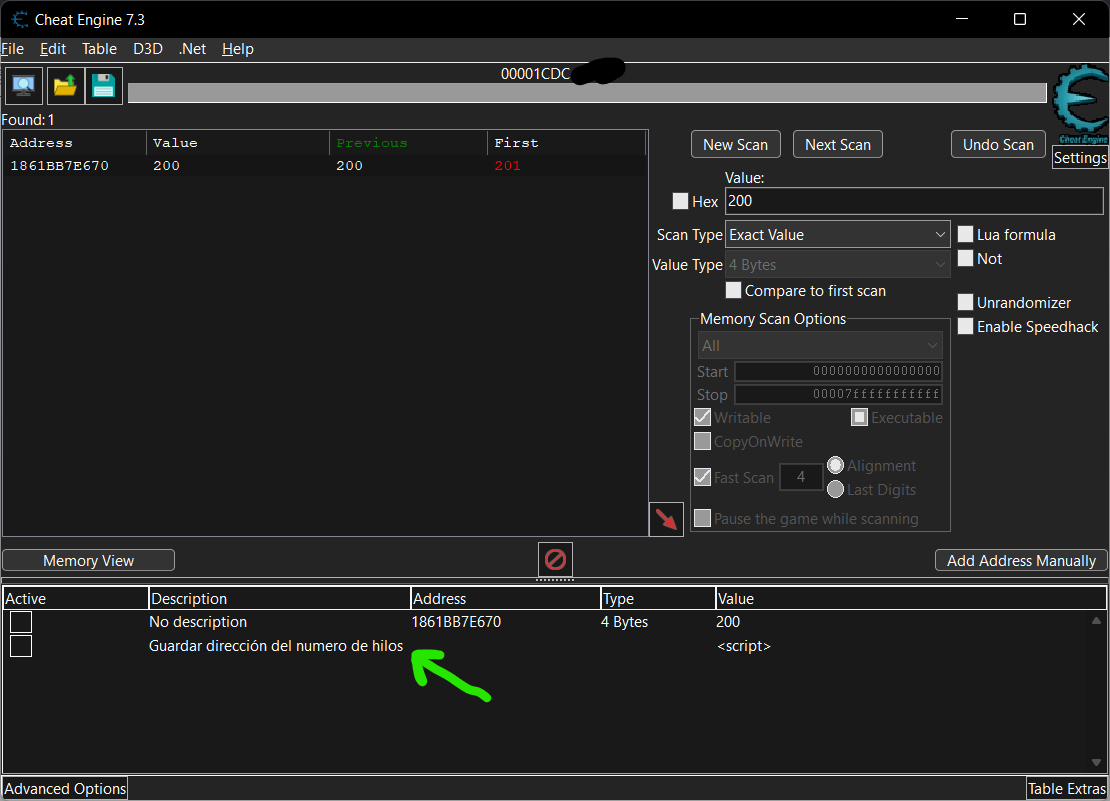 Cheat Engine 7.3
File Edit Table D3D .Net Help
00001CDC
Found: 1
Address Value Previous First
1861BB7E670 200 200 201
New Scan Next Scan Undo Scan
Cheat Engine
Settings
Value:
Hex 200
Scan Type Exact Value
Lua formula
Value Type 4 Bytes
Not
Compare to first scan
Unrandomizer
Enable Speedhack
Memory Scan Options
All
Start 0000000000000000
Stop 00007fffffffffff
Writable Executable
CopyOnWrite
Fast Scan 4 Alignment
Last Digits
Pause the game while scanning
Memory View Add Address Manually
Active Description Address Type Value
No description 1861BB7E670 4 Bytes 200
Guardar dirección del numero de hilos <script>
Advanced Options Table Extras